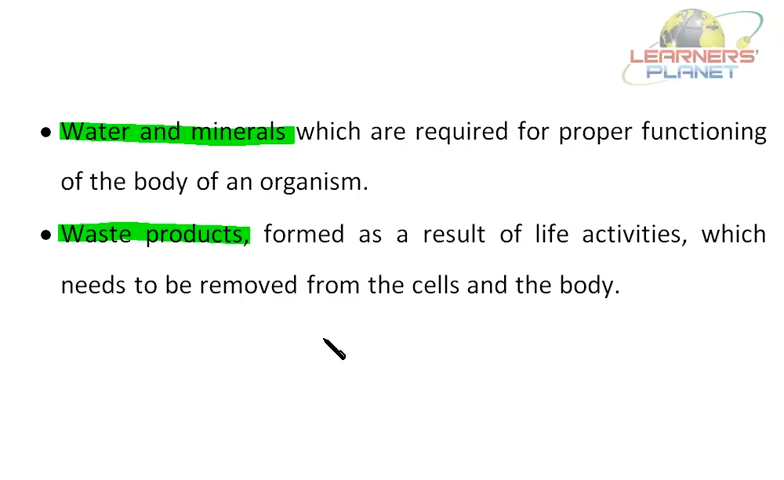 LEARNERS'
PLANET
• Water and minerals which are required for proper functioning
of the body of an organism.
• Waste products, formed as a result of life activities, which
needs to be removed from the cells and the body.